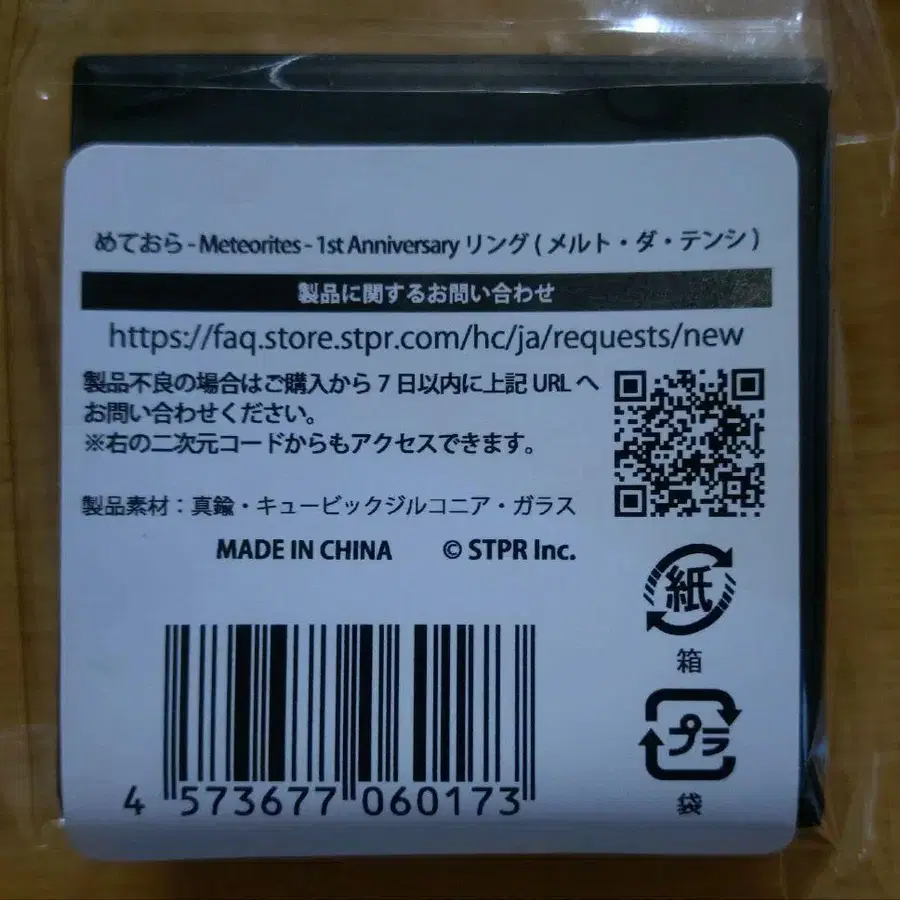 めておら - Meteorites - 1st Anniversary リング ( メルト・ダ・テンシ )
製品に関するお問い合わせ
https://faq.store.stpr.com/hc/ja/requests/new
製品不良の場合はご購入から 7 日以内に上記 URL へ
お問い合わせください。
※右の二次元コードからもアクセスできます。
製品素材：真鍮・キュービックジルコニア・ガラス
MADE IN CHINA © STPR Inc.
紙
箱
プラ
袋
4 573677 060173